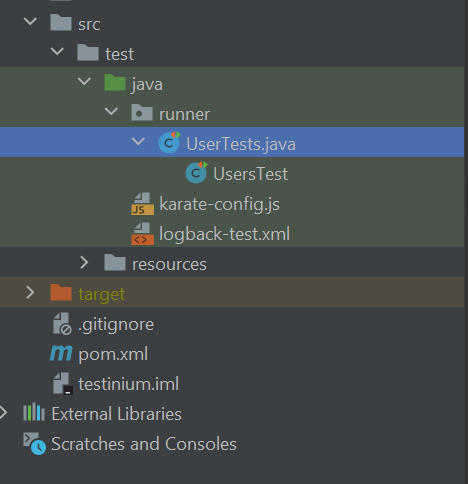 src
test
java
runner
UserTests.java
UsersTest
JS karate-config.js
logback-test.xml
resources
target
.gitignore
m pom.xml
testinium.iml
External Libraries
Scratches and Consoles